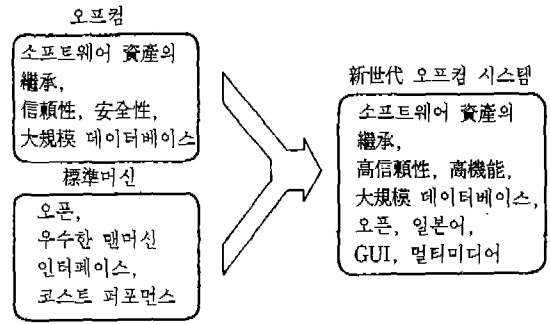 오프컴
소프트웨어 資產의
繼承,
信賴性, 安全性,
大規模 데이터베이스
標準머신
오픈,
우수한 맨머신
인터페이스,
코스트 퍼포먼스
新世代 오프컴 시스템
소프트웨어 資產의
繼承,
高信賴性, 高機能,
大規模 데이터베이스,
오픈, 일본어,
GUI, 멀티미디어